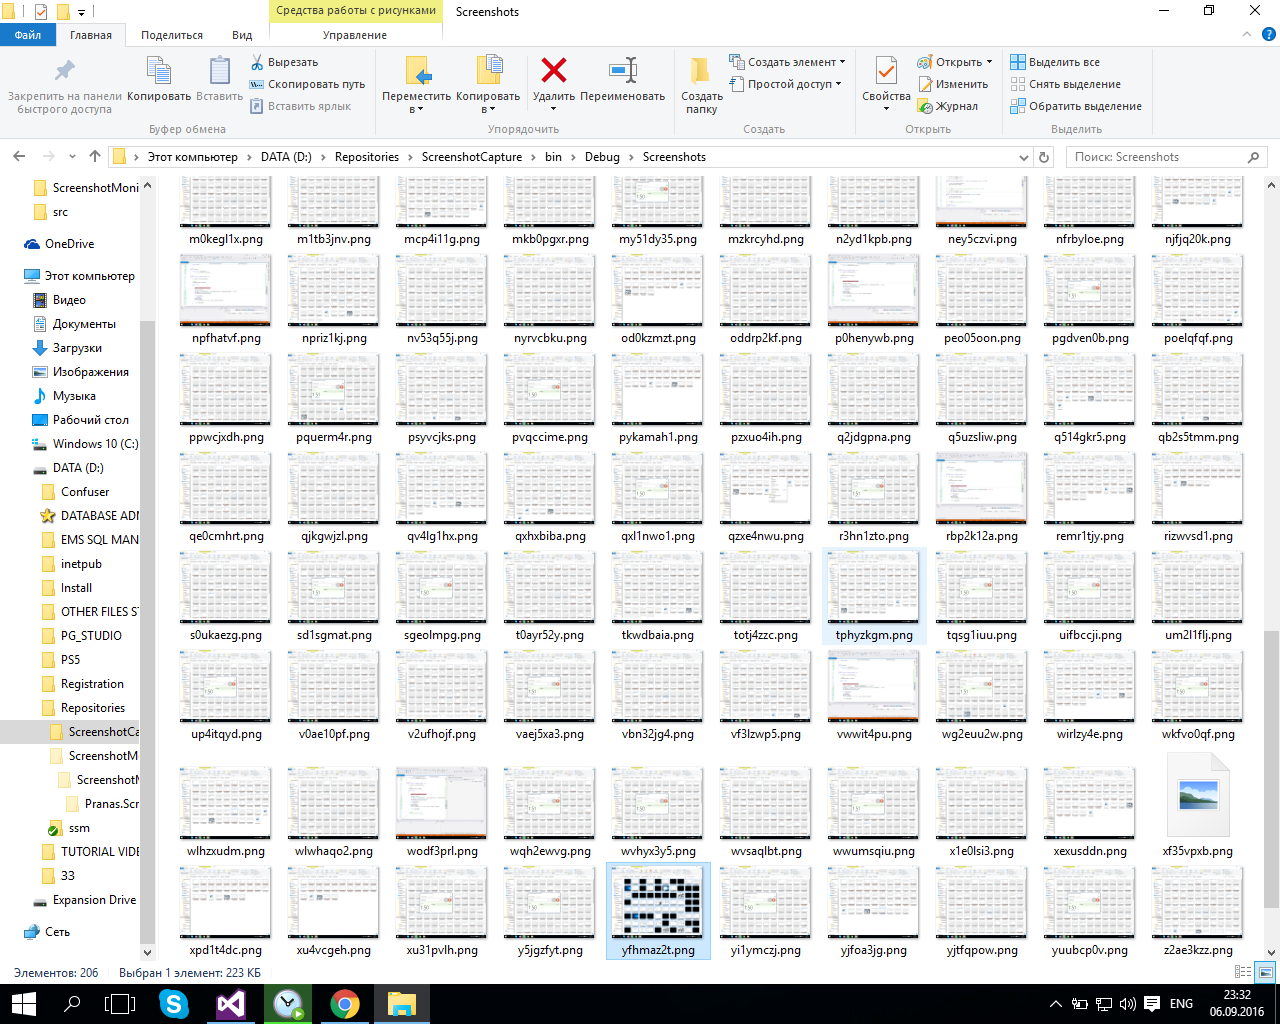 Средства работы с рисунками
Screenshots
Файл
Главная
Поделиться
Вид
Управление
Закрепить на панели быстрого доступа
Копировать
Вставить
Вырезать
Скопировать путь
Вставить ярлык
Буфер обмена
Переместить в
Копировать в
Удалить
Переименовать
Упорядочить
Создать папку
Создать элемент
Простой доступ
Создать
Свойства
Открыть
Изменить
Журнал
Открыть
Выделить все
Снять выделение
Обратить выделение
Выделить
Этот компьютер > DATA (D:) > Repositories > ScreenshotCapture > bin > Debug > Screenshots
Поиск: Screenshots
ScreenshotMoni
src
OneDrive
Этот компьютер
Видео
Документы
Загрузки
Изображения
Музыка
Рабочий стол
Windows 10 (C:)
DATA (D:)
Confuser
DATABASE ADM
EMS SQL MAN
inetpub
Install
OTHER FILES ST
PG_STUDIO
PS5
Registration
Repositories
ScreenshotCa
ScreenshotM
ScreenshotM
Pranas.Scr
ssm
TUTORIAL VIDE
33
Expansion Drive
Сеть
m0kegl1x.png m1tb3jnv.png mcp4i11g.png mkb0pgxr.png my51dy35.png mzkrcyhd.png n2yd1kpb.png ney5czvi.png nfrbyloe.png njfjq20k.png
npfhatvf.png npriz1kj.png nv53q55j.png nyrvcbku.png od0kzmzt.png oddrp2kf.png p0henywb.png peo05oon.png pgdven0b.png poelqfqf.png
ppwcjxdh.png pquerm4r.png psyvcjks.png pvqccime.png pykamah1.png pzxuo4ih.png q2jdgpna.png q5uzsliw.png q514gkr5.png qb2s5tmm.png
qe0cmhrt.png qjkgwjzl.png qv4lg1hx.png qxhxbiba.png qxl1nwo1.png qzxe4nwu.png r3hn1zto.png rbp2k12a.png remr1tjy.png rizwvsd1.png
s0ukaezg.png sd1sgmat.png sgeolmpg.png t0ayr52y.png tkwdbaia.png totj4zzc.png tphyzkgm.png tqsg1iuu.png uifbccji.png um2l1flj.png
up4itqyd.png v0ae10pf.png v2ufhojf.png vaej5xa3.png vbn32jg4.png vf3lzwp5.png vwwit4pu.png wg2euu2w.png wirlzy4e.png wkfvo0qf.png
wlhzxudm.png wlwhaqo2.png wodf3prl.png wqh2ewvg.png wvhyx3y5.png wvsaqlbt.png wwumsqiu.png x1e0lsi3.png xexusddn.png xf35vpxb.png
xpd1t4dc.png xu4vcgeh.png xu31pvlh.png y5jgzfyt.png yfhmaz2t.png yi1ymczj.png yjfoa3jg.png yjtfqpow.png yuubcp0v.png z2ae3kzz.png
Элементов: 206
Выбран 1 элемент: 223 КБ
ENG
23:32
06.09.2016